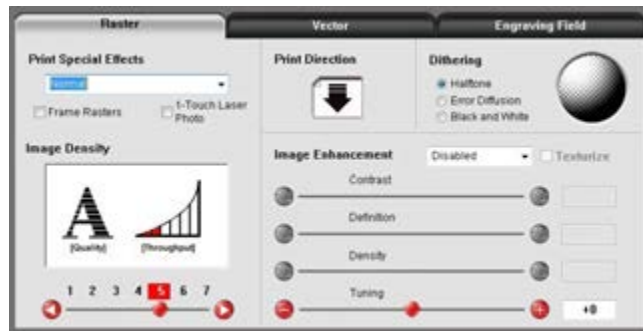 Raster
Vector
Engraving Field
Print Special Effects
Normal
Frame Rasters
1-Touch Laser Photo
Print Direction
Dithering
Halftone
Error Diffusion
Black and White
Image Density
A
[Quality]
[Throughput]
1 2 3 4 5 6 7
Image Enhancement
Disabled
Texturize
Contrast
Definition
Density
Tuning
+0